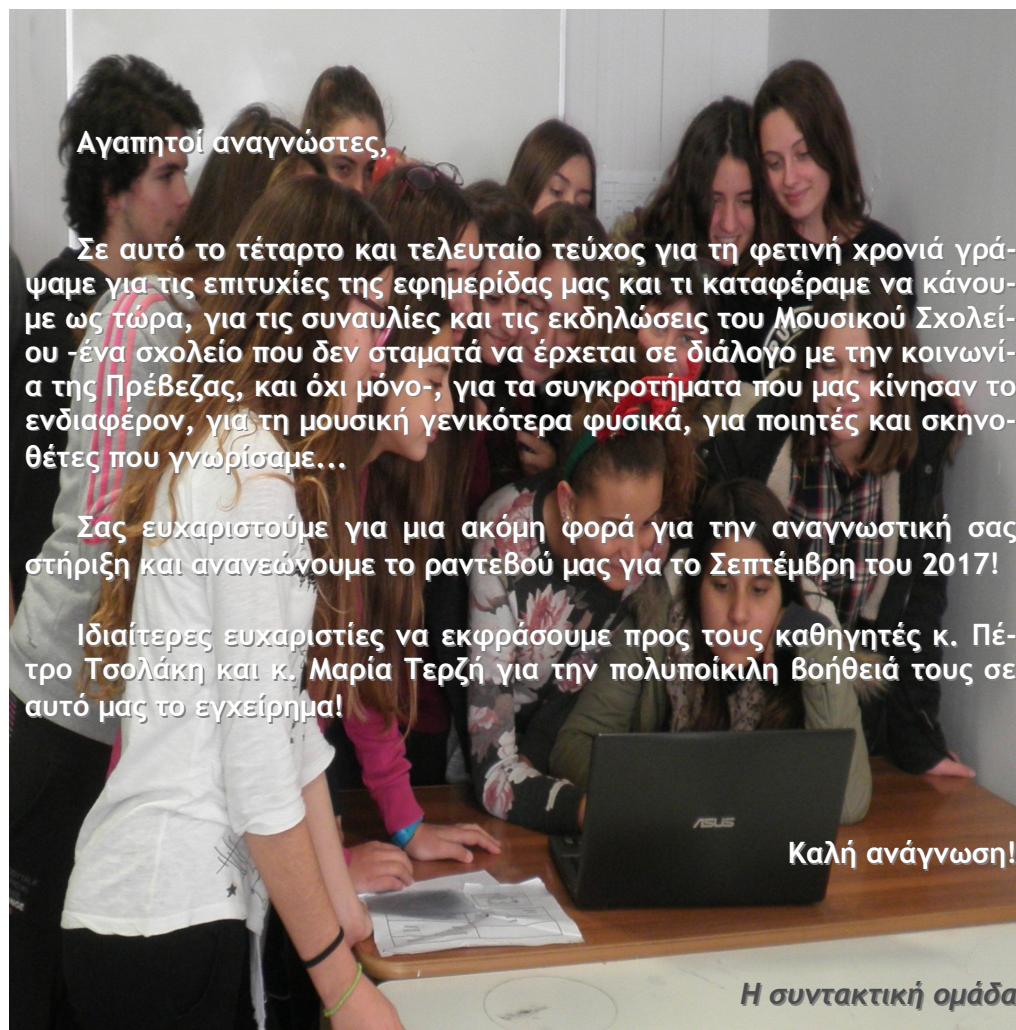 Αγαπητοί αναγνώστες,
Σε αυτό το τέταρτο και τελευταίο τεύχος για τη φετινή χρονιά γρά-
ψαμε για τις επιτυχίες της εφημερίδας μας και τι καταφέραμε να κάνου-
με ως τώρα, για τις συναυλίες και τις εκδηλώσεις του Μουσικού Σχολεί-
ου –ένα σχολείο που δεν σταματά να έρχεται σε διάλογο με την κοινωνί-
α της Πρέβεζας, και όχι μόνο-, για τα συγκροτήματα που μας κίνησαν το
ενδιαφέρον, για τη μουσική γενικότερα φυσικά, για ποιητές και σκηνο-
θέτες που γνωρίσαμε...
Σας ευχαριστούμε για μια ακόμη φορά για την αναγνωστική σας
στήριξη και ανανεώνουμε το ραντεβού μας για το Σεπτέμβρη του 2017!
Ιδιαίτερες ευχαριστίες να εκφράσουμε προς τους καθηγητές κ. Πέ-
τρο Τσολάκη και κ. Μαρία Τερζή για την πολυποίκιλη βοήθειά τους σε
αυτό μας το εγχείρημα!
ASUS
Καλή ανάγνωση!
Η συντακτική ομάδα